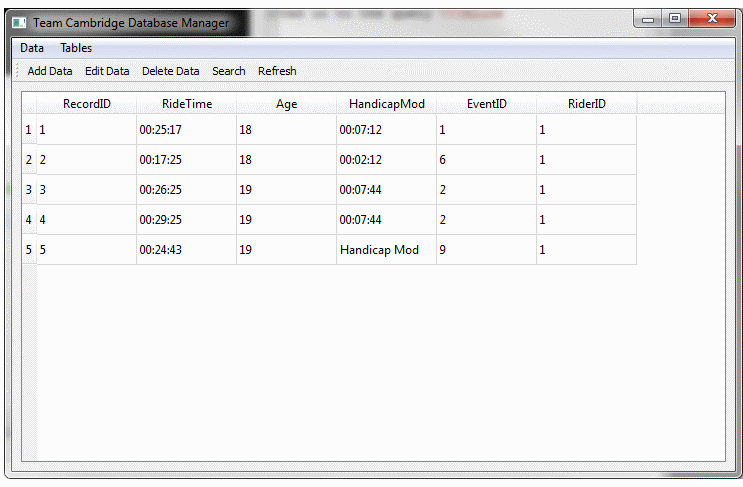 Team Cambridge Database Manager
Data Tables
Add Data Edit Data Delete Data Search Refresh
RecordID RideTime Age HandicapMod EventID RiderID
1 1 00:25:17 18 00:07:12 1 1
2 2 00:17:25 18 00:02:12 6 1
3 3 00:26:25 19 00:07:44 2 1
4 4 00:29:25 19 00:07:44 2 1
5 5 00:24:43 19 Handicap Mod 9 1